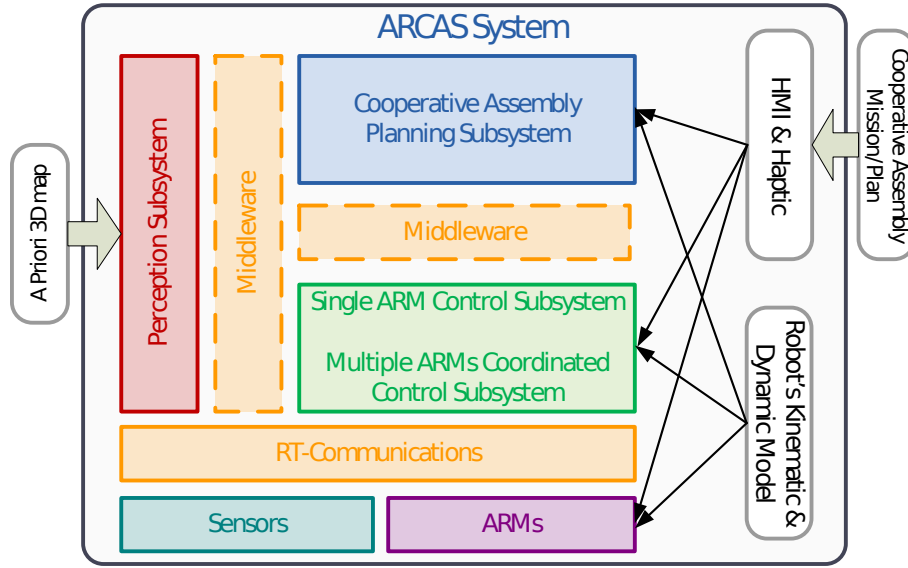 ARCAS System
A Priori 3D map
Perception Subsystem
Middleware
Cooperative Assembly
Planning Subsystem
Middleware
Single ARM Control Subsystem
Multiple ARMs Coordinated
Control Subsystem
RT-Communications
Sensors
ARMs
HMI & Haptic
Cooperative Assembly
Mission/Plan
Robot's Kinematic &
Dynamic Model